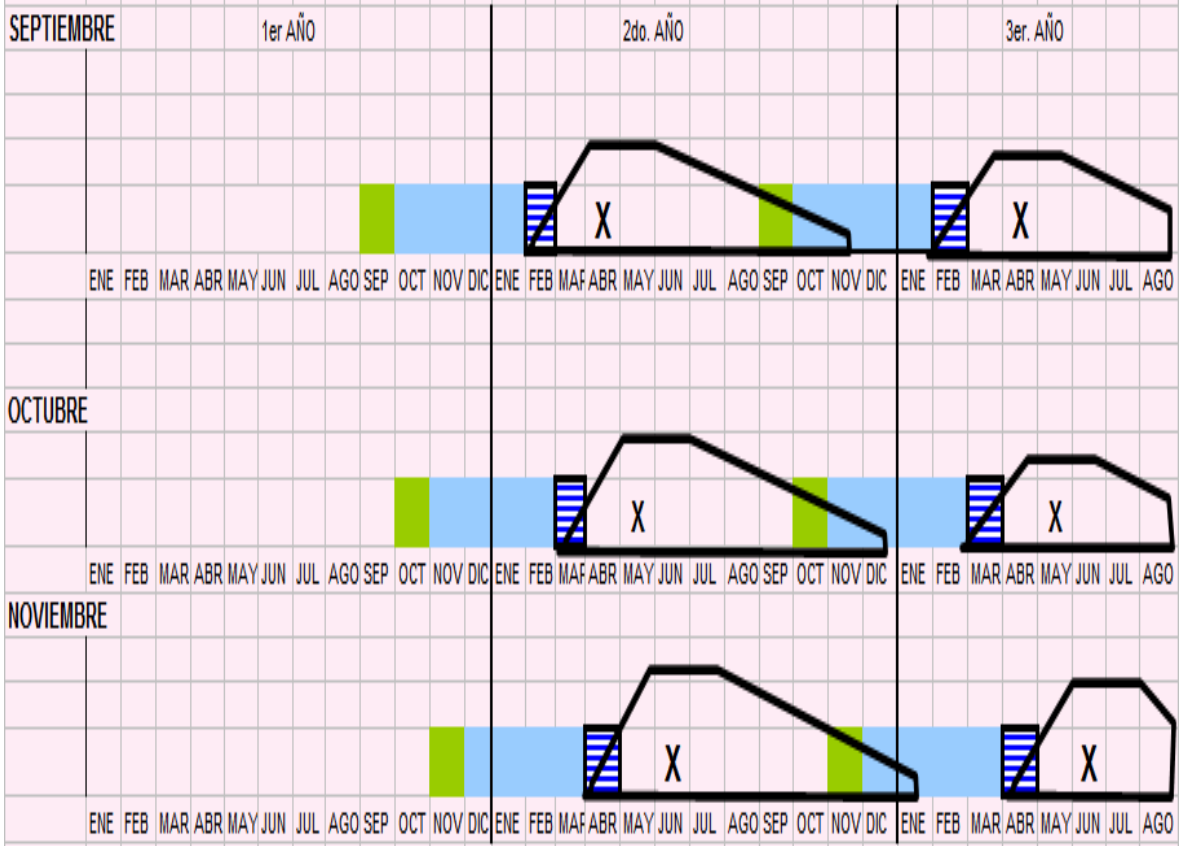 SEPTIEMBRE 1er AÑO 2do. AÑO 3er. AÑO
X X
ENE FEB MAR ABR MAY JUN JUL AGO SEP OCT NOV DIC ENE FEB MAR ABR MAY JUN JUL AGO SEP OCT NOV DIC ENE FEB MAR ABR MAY JUN JUL AGO
OCTUBRE
X X
ENE FEB MAR ABR MAY JUN JUL AGO SEP OCT NOV DIC ENE FEB MAR ABR MAY JUN JUL AGO SEP OCT NOV DIC ENE FEB MAR ABR MAY JUN JUL AGO
NOVIEMBRE
X X
ENE FEB MAR ABR MAY JUN JUL AGO SEP OCT NOV DIC ENE FEB MAR ABR MAY JUN JUL AGO SEP OCT NOV DIC ENE FEB MAR ABR MAY JUN JUL AGO